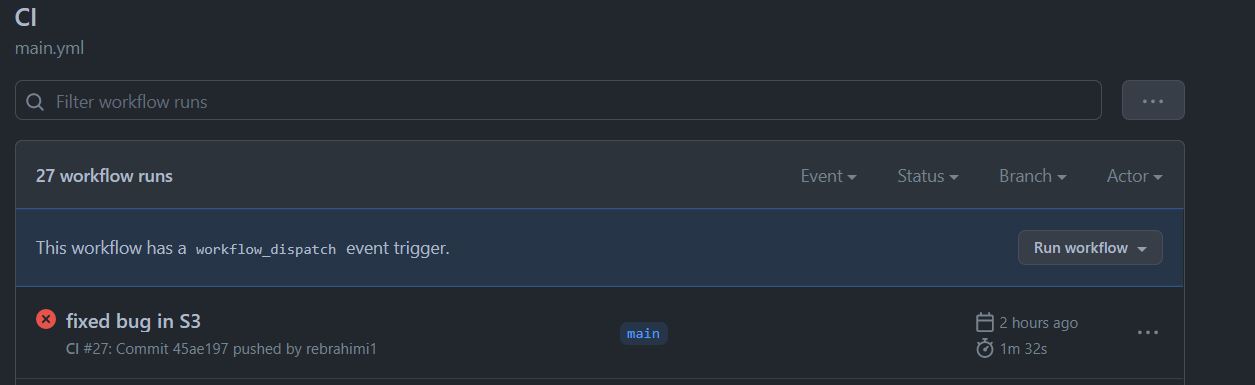 CI
main.yml
Filter workflow runs
27 workflow runs Event Status Branch Actor
This workflow has a workflow_dispatch event trigger. Run workflow
fixed bug in S3
CI #27: Commit 45ae197 pushed by rebrahimi1
main
2 hours ago
1m 32s